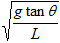 √(g tan θ / L)